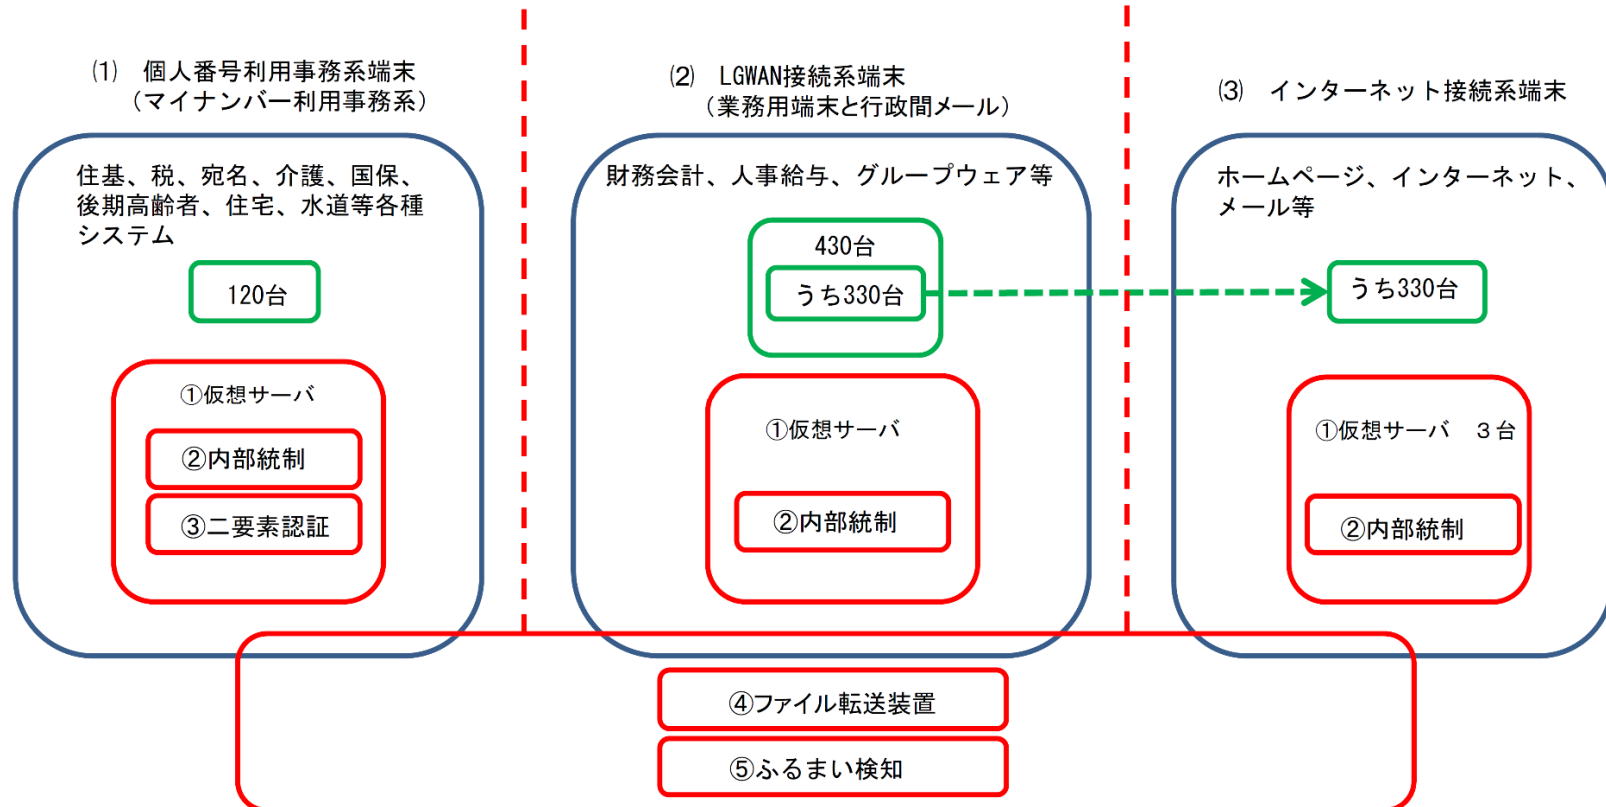 ⑴　個人番号利用事務系端末
（マイナンバー利用事務系）
住基、税、宛名、介護、国保、
後期高齢者、住宅、水道等各種
システム
120台
①仮想サーバ
②内部統制
③二要素認証
⑵　LGWAN接続系端末
（業務用端末と行政間メール）
財務会計、人事給与、グループウェア等
430台
うち330台
①仮想サーバ
②内部統制
⑶　インターネット接続系端末
ホームページ、インターネット、
メール等
うち330台
①仮想サーバ　３台
②内部統制
④ファイル転送装置
⑤ふるまい検知